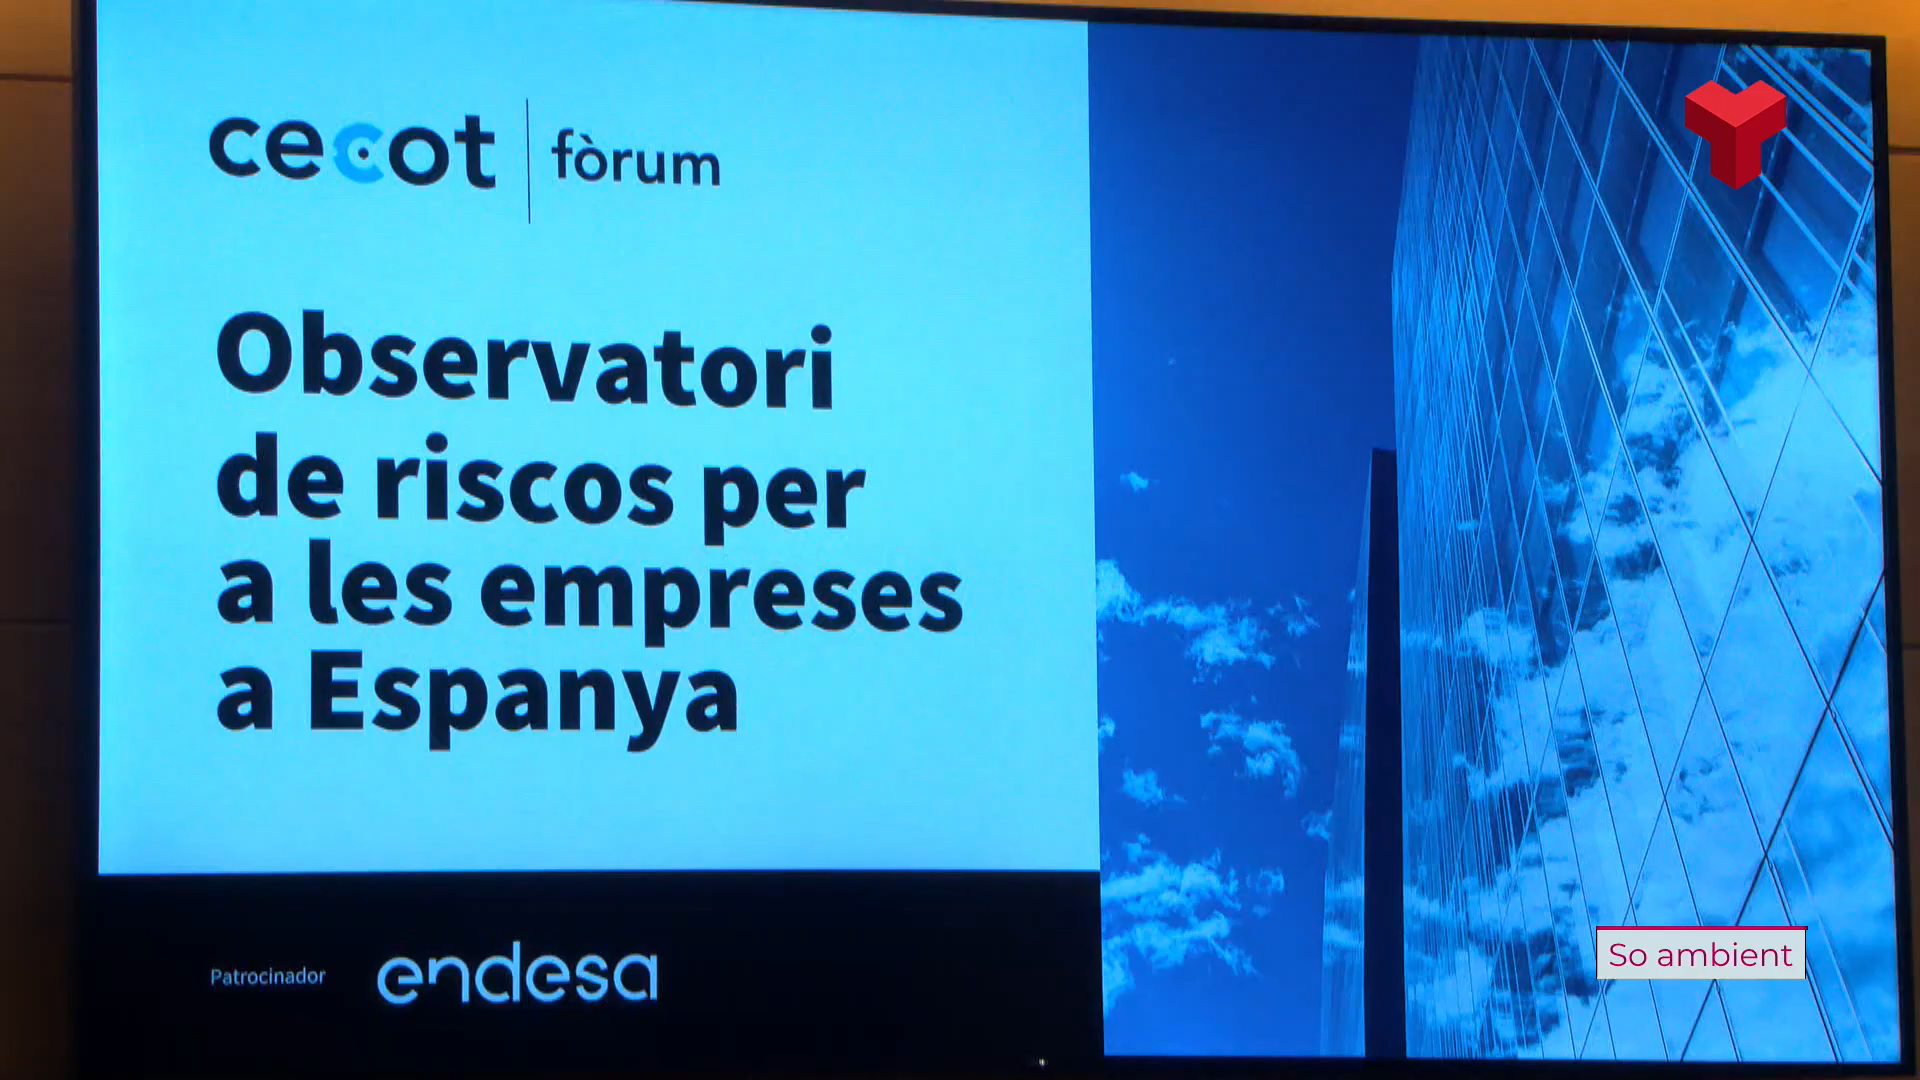 cecot fòrum
Observatori
de riscos per
a les empreses
a Espanya
Patrocinador endesa
So ambient